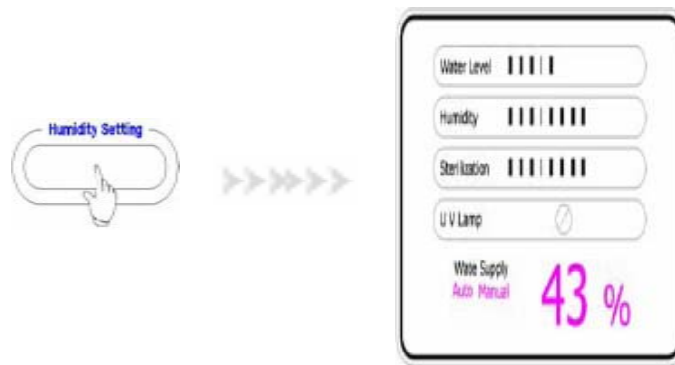 Humidity Setting
Water Level
Humidity
Sterilization
U V Lamp
Wate Supply
Auto Manual
43 %